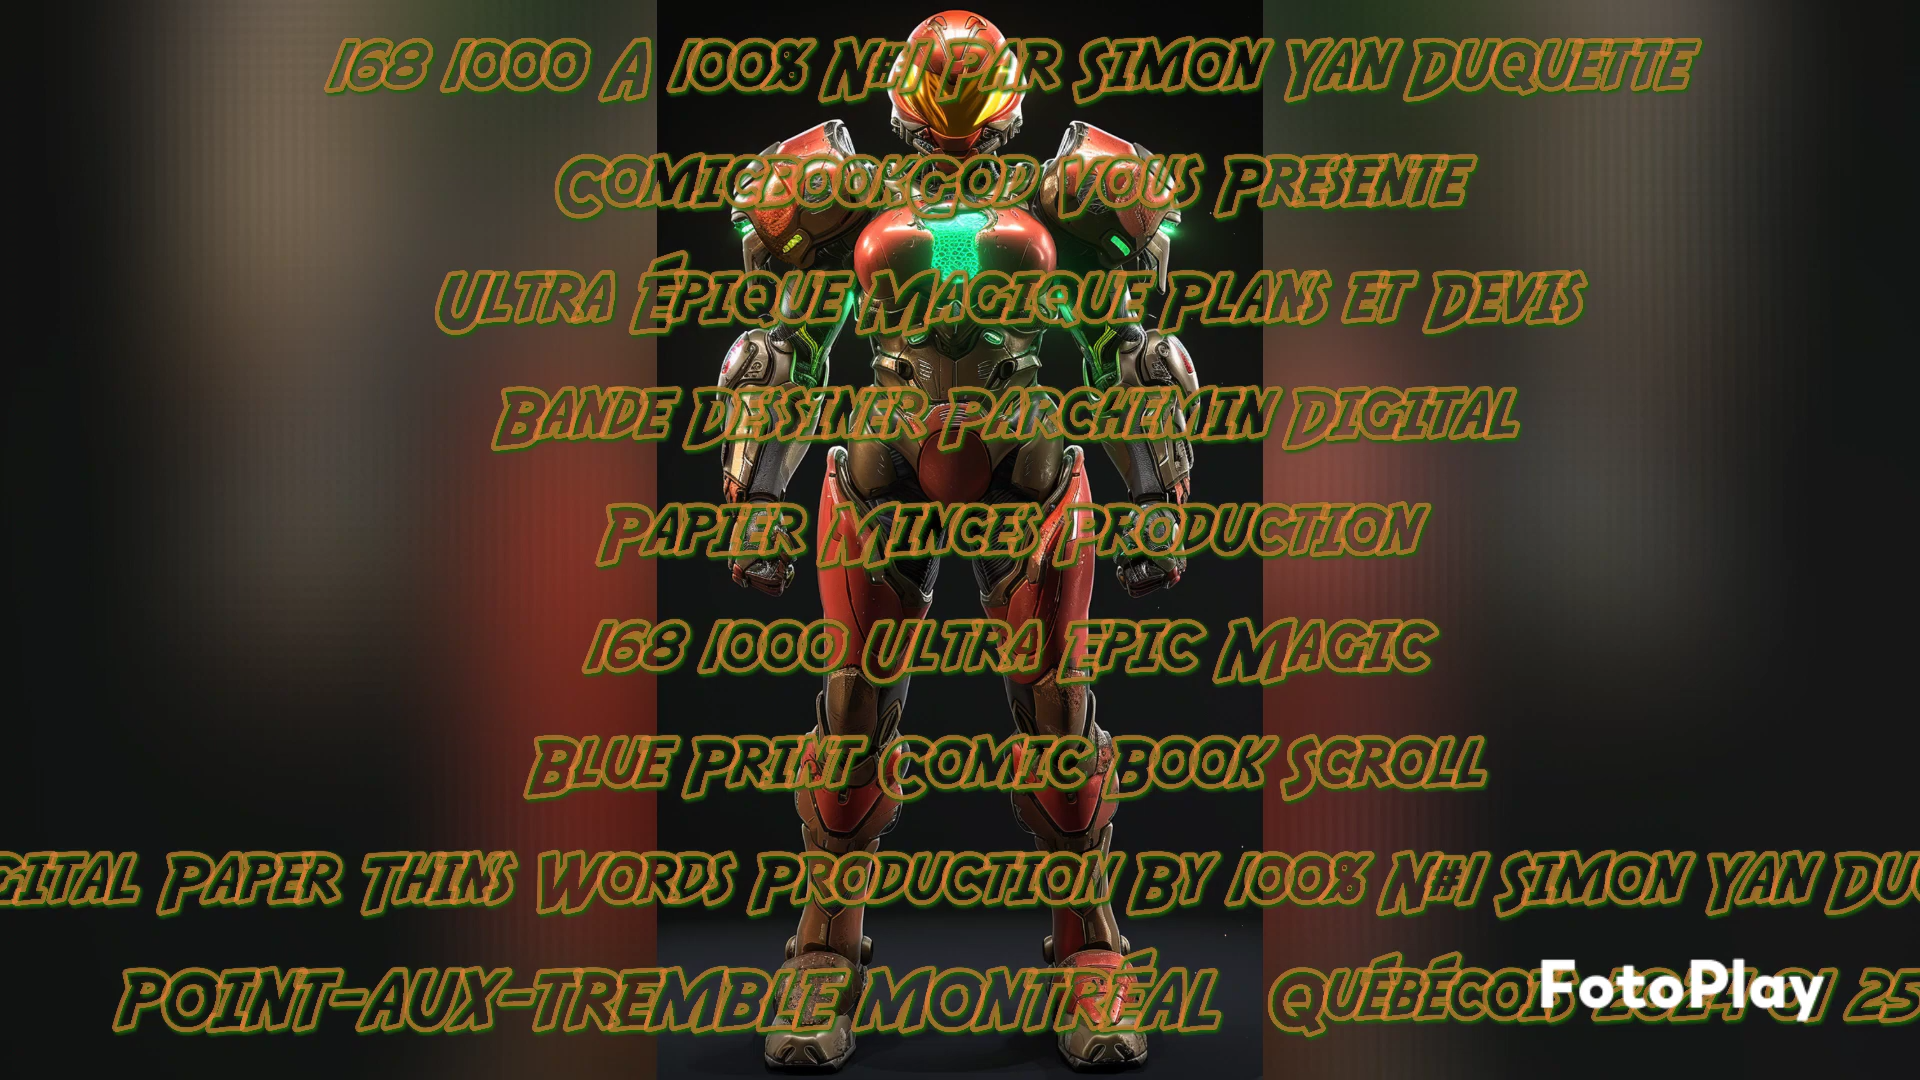 168 1000 A 100% N#1 Par Simon Yan Duquette
ComicbookGod Vous Presente
Ultra Épique Magique Plans et Devis
Bande Dessiner Parchemin Digital
Papier Minces Production
168 1000 Ultra Epic Magic
Blue Print Comic Book Scroll
gital Paper Thins Words Production By 100% N#1 Simon Yan Du
POINT-AUX-TREMBLE MONTRÉAL Québécois
FotoPlay